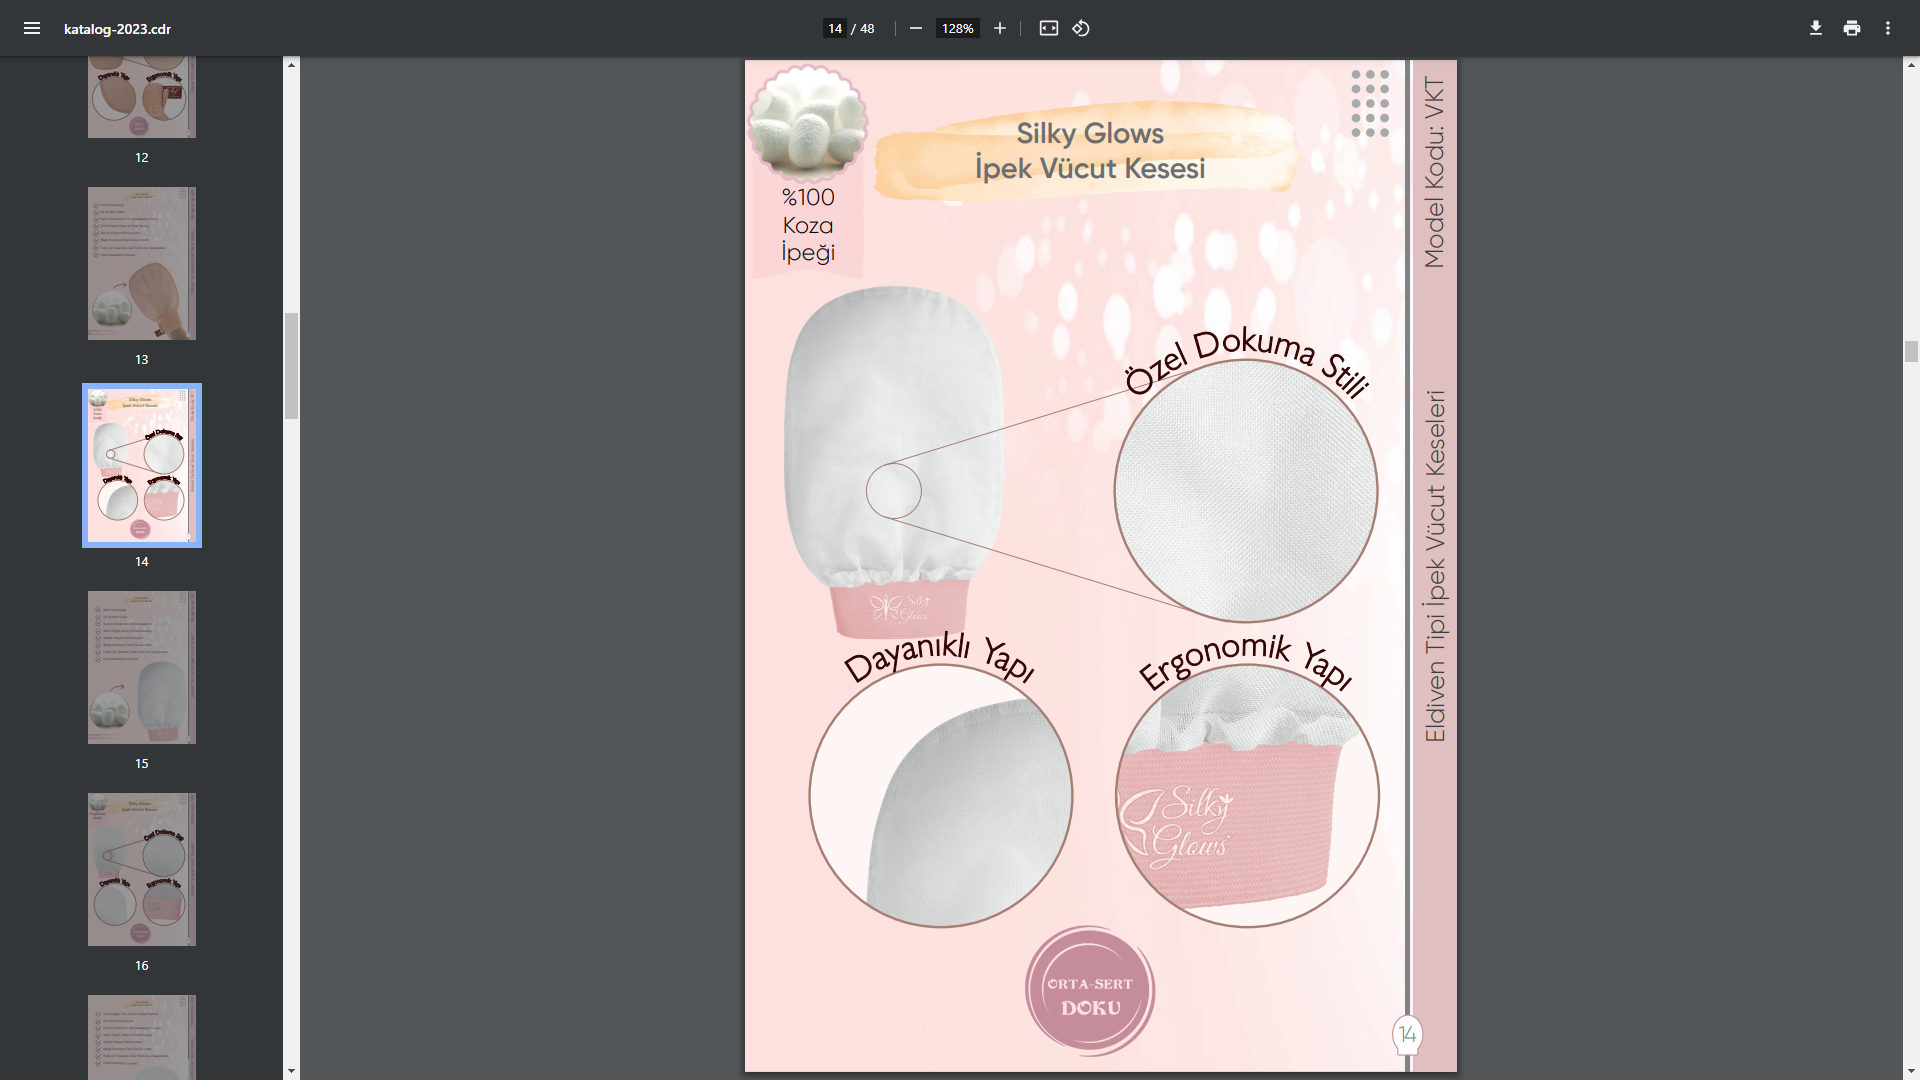 katalog-2023.cdr
14 / 48
128%
12
13
14
15
16
Silky Glows
İpek Vücut Kesesi
%100
Koza
İpeği
Model Kodu: VKT
Eldiven Tipi İpek Vücut Keseleri
Özel Dokuma Stili
Silky
Glows
Dayanıklı Yapı
Ergonomik Yapı
Silky
Glows
ORTA-SERT
DOKU
14